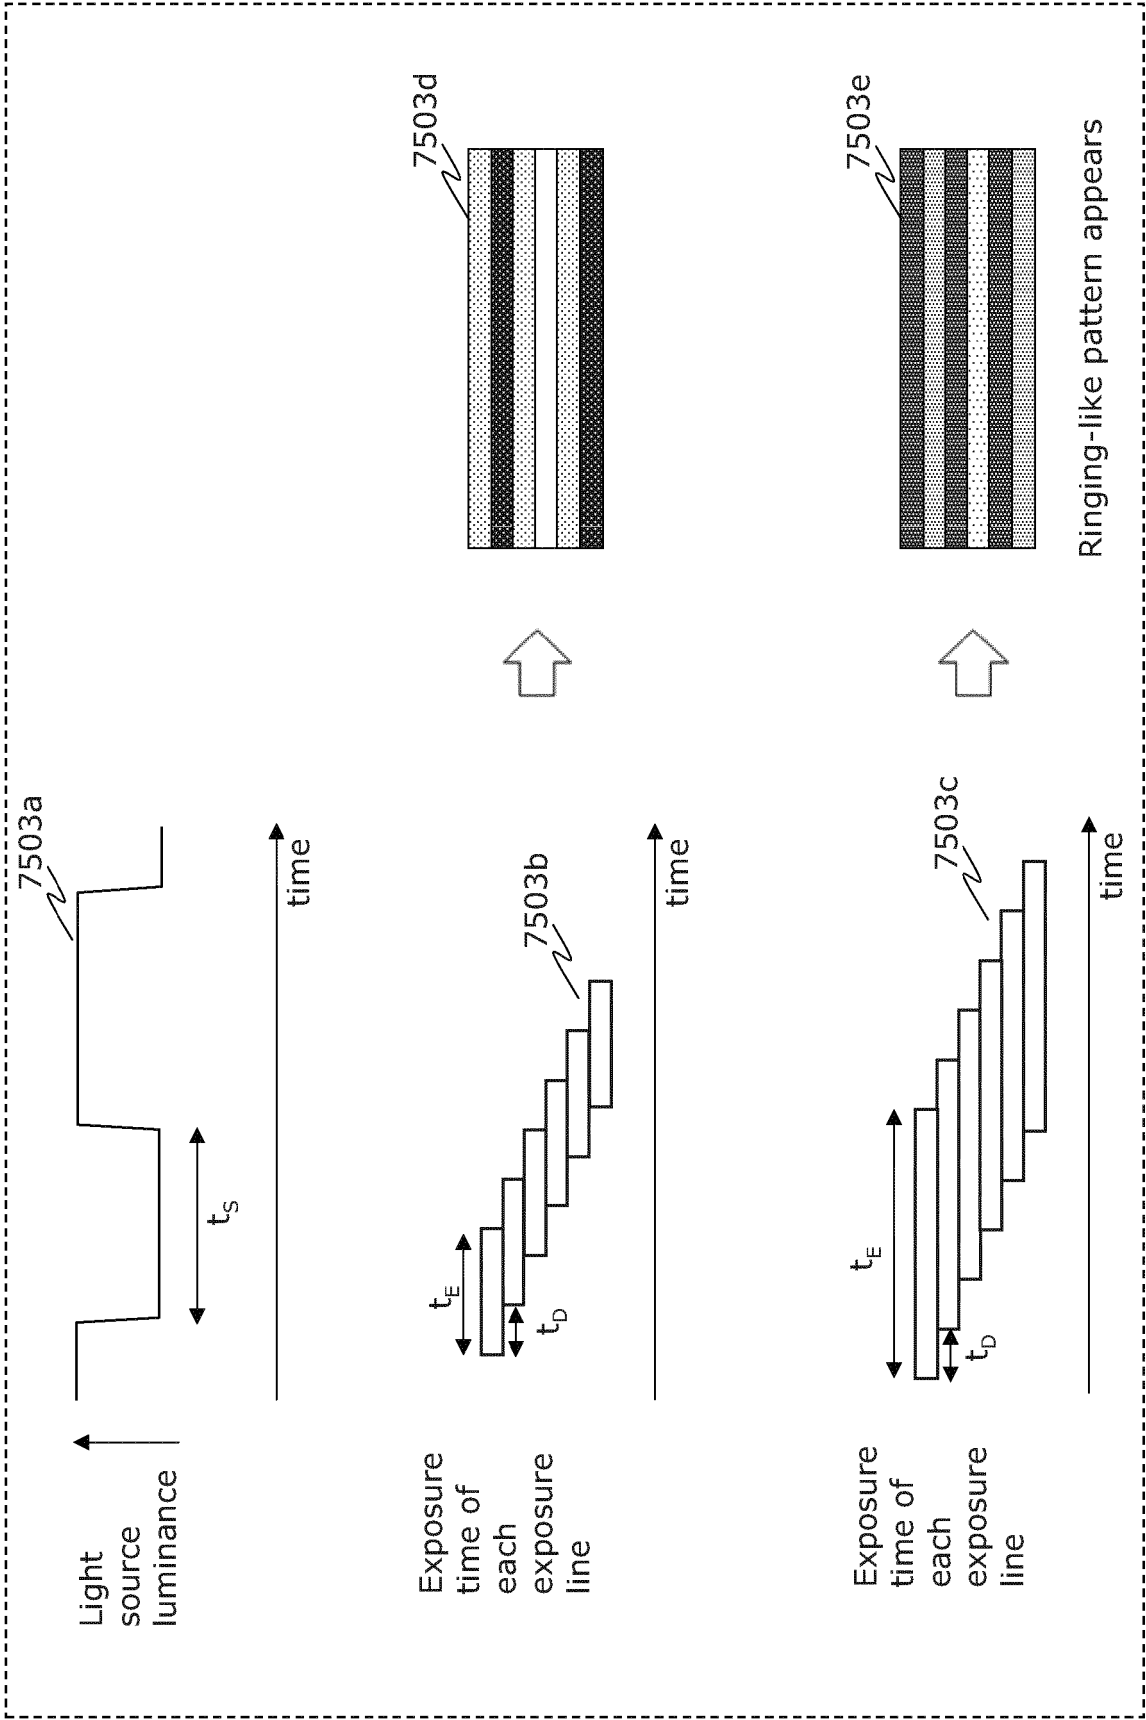 Light
source
luminance
7503a
t_S
time
Exposure
time of
each
exposure
line
t_E
t_D
7503b
time
7503d
Exposure
time of
each
exposure
line
t_E
t_D
7503c
time
7503e
Ringing-like pattern appears